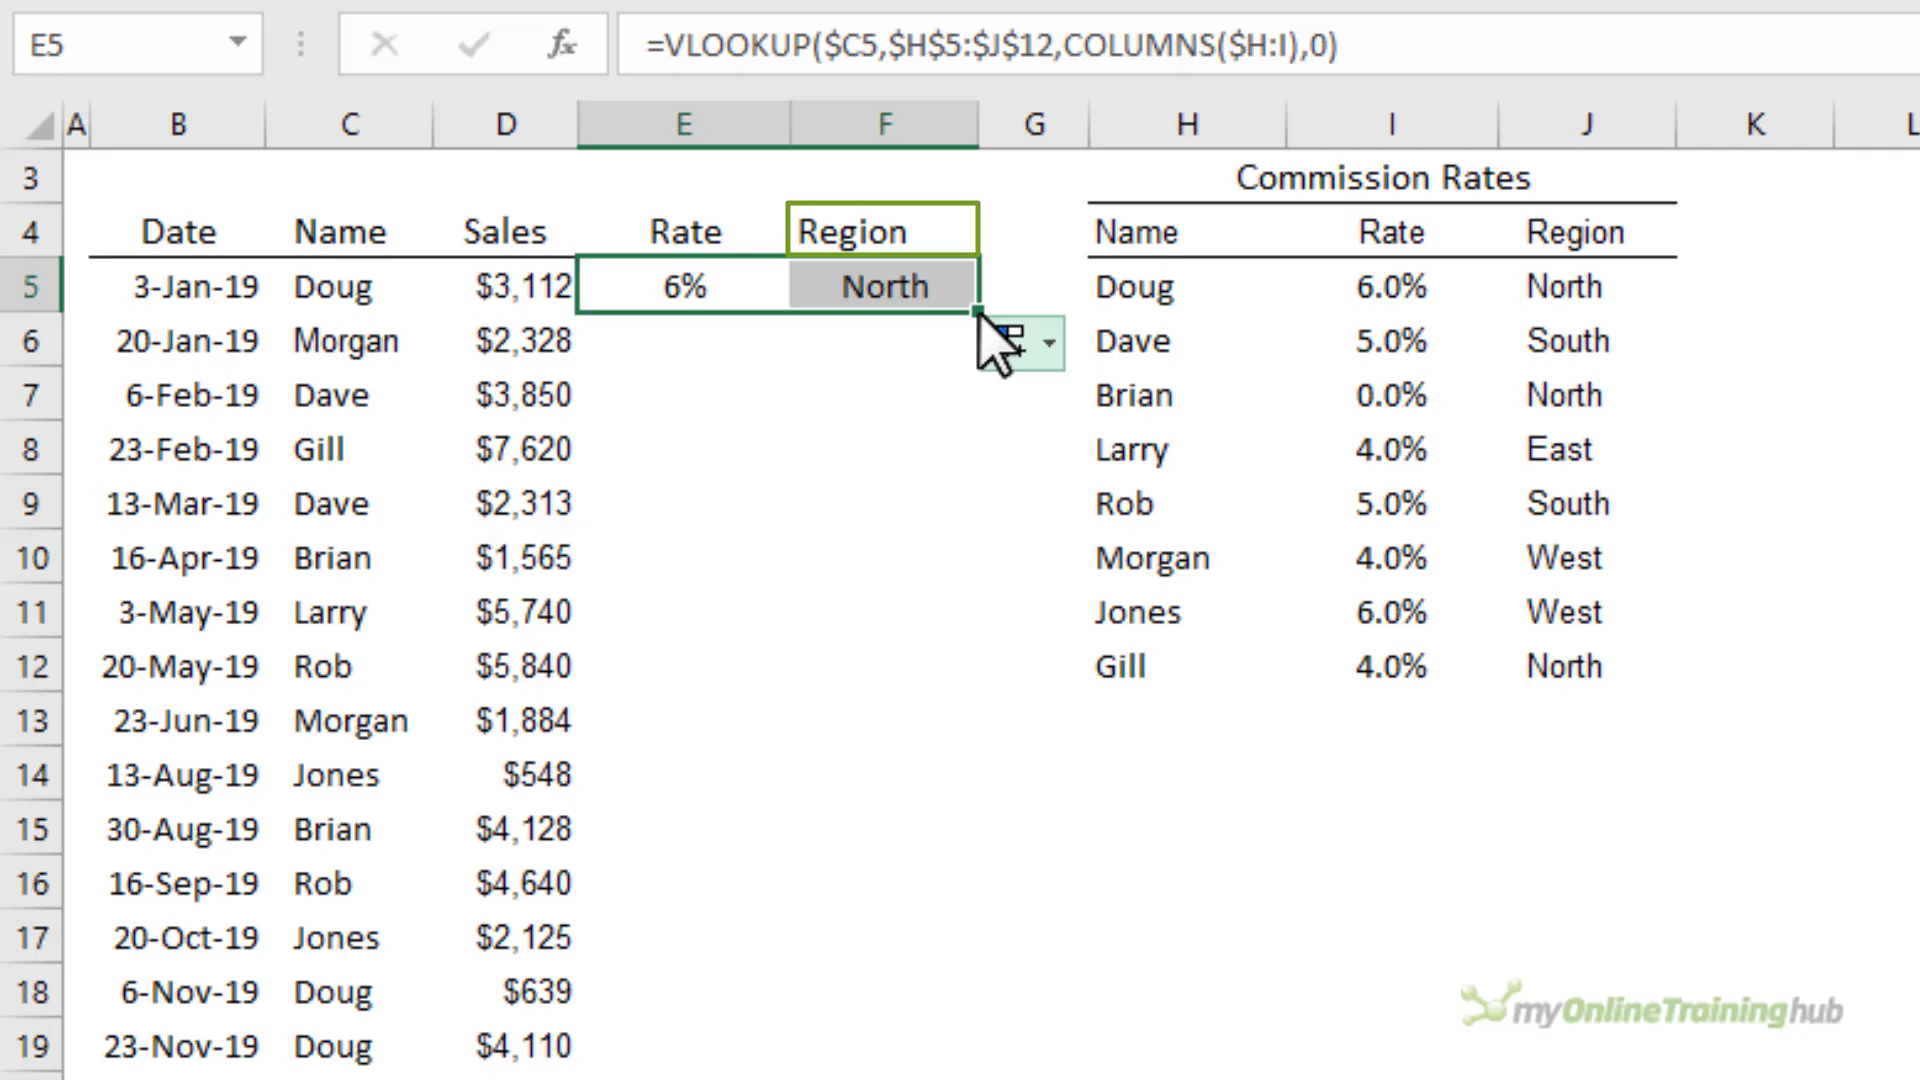 E5 fx =VLOOKUP($C5,$H$5:$J$12,COLUMNS($H:I),0)
A B C D E F G H I J K L
3 Commission Rates
4 Date Name Sales Rate Region Name Rate Region
5 3-Jan-19 Doug $3,112 6% North Doug 6.0% North
6 20-Jan-19 Morgan $2,328 Dave 5.0% South
7 6-Feb-19 Dave $3,850 Brian 0.0% North
8 23-Feb-19 Gill $7,620 Larry 4.0% East
9 13-Mar-19 Dave $2,313 Rob 5.0% South
10 16-Apr-19 Brian $1,565 Morgan 4.0% West
11 3-May-19 Larry $5,740 Jones 6.0% West
12 20-May-19 Rob $5,840 Gill 4.0% North
13 23-Jun-19 Morgan $1,884
14 13-Aug-19 Jones $548
15 30-Aug-19 Brian $4,128
16 16-Sep-19 Rob $4,640
17 20-Oct-19 Jones $2,125
18 6-Nov-19 Doug $639
19 23-Nov-19 Doug $4,110
myOnlineTraininghub